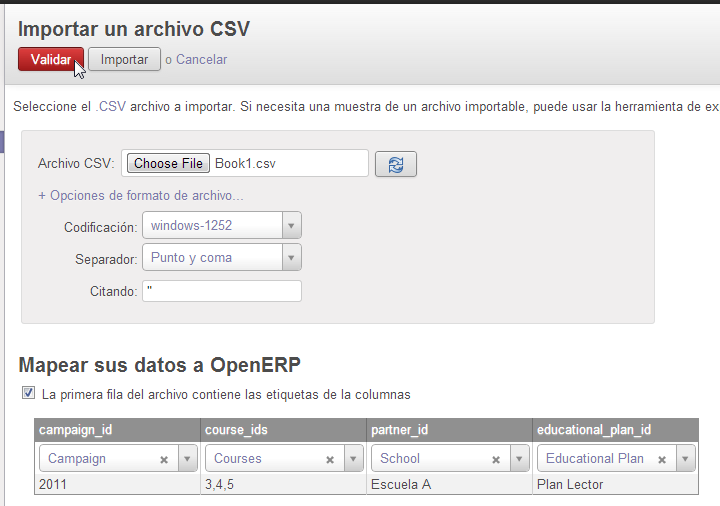 Importar un archivo CSV
Validar Importar o Cancelar
Seleccione el .CSV archivo a importar. Si necesita una muestra de un archivo importable, puede usar la herramienta de ex
Archivo CSV: Choose File Book1.csv
+ Opciones de formato de archivo...
Codificación: windows-1252
Separador: Punto y coma
Citando: "
Mapear sus datos a OpenERP
La primera fila del archivo contiene las etiquetas de la columnas
campaign_id course_ids partner_id educational_plan_id
Campaign Courses School Educational Plan
2011 3,4,5 Escuela A Plan Lector